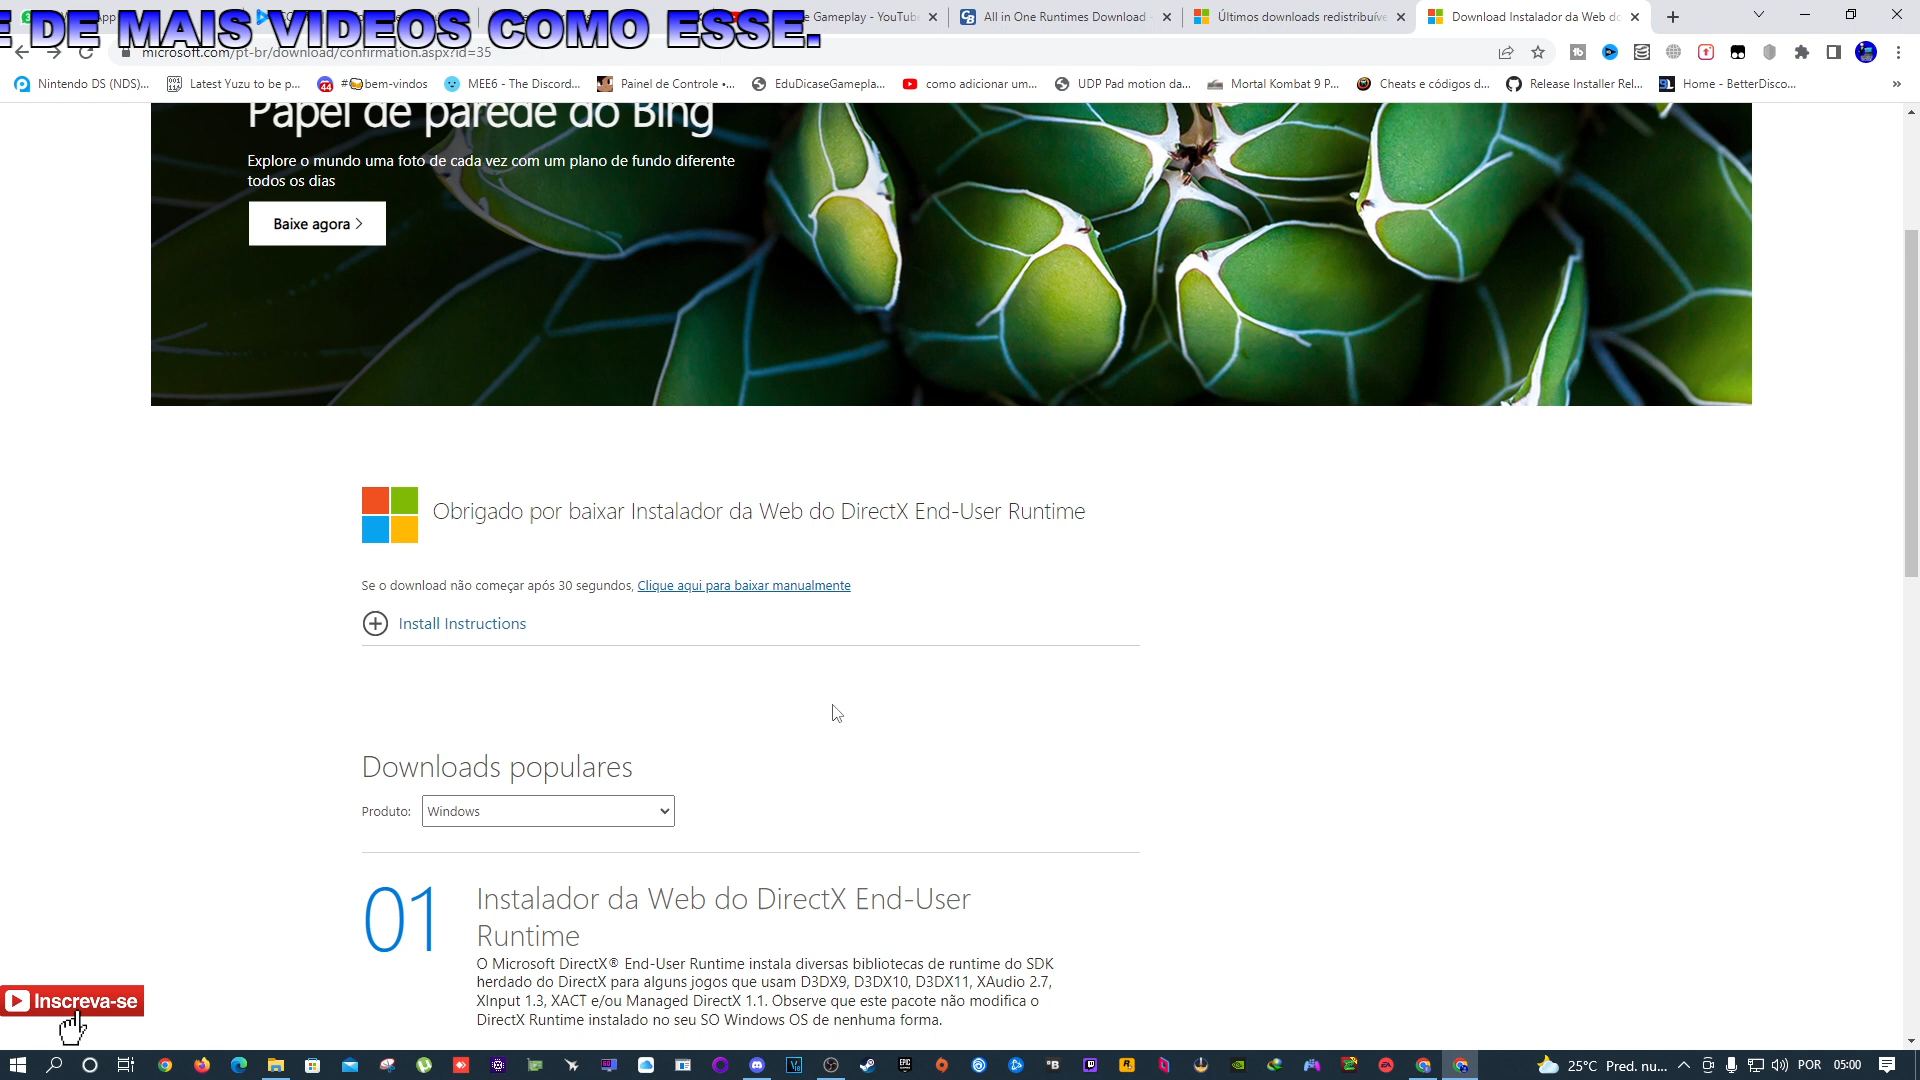 E DE MAIS VIDEOS COMO ESSE.
e Gameplay - YouTub
All in One Runtimes Download
Últimos downloads redistribuíve
Download Instalador da Web do
microsoft.com/pt-br/download/confirmation.aspx?id=35
Nintendo DS (NDS)...
Latest Yuzu to be p...
#🍻bem-vindos
MEE6 - The Discord...
Painel de Controle •...
EduDicaseGamepla...
como adicionar um...
UDP Pad motion da...
Mortal Kombat 9 P...
Cheats e códigos d...
Release Installer Rel...
Home - BetterDisco...
»
Papel de parede do Bing
Explore o mundo uma foto de cada vez com um plano de fundo diferente
todos os dias
Baixe agora >
Obrigado por baixar Instalador da Web do DirectX End-User Runtime
Se o download não começar após 30 segundos, Clique aqui para baixar manualmente
Install Instructions
Downloads populares
Produto: Windows
01
Instalador da Web do DirectX End-User
Runtime
O Microsoft DirectX® End-User Runtime instala diversas bibliotecas de runtime do SDK
herdado do DirectX para alguns jogos que usam D3DX9, D3DX10, D3DX11, XAudio 2.7,
XInput 1.3, XACT e/ou Managed DirectX 1.1. Observe que este pacote não modifica o
DirectX Runtime instalado no seu SO Windows OS de nenhuma forma.
Inscreva-se
25°C Pred. nu...
POR
05:00